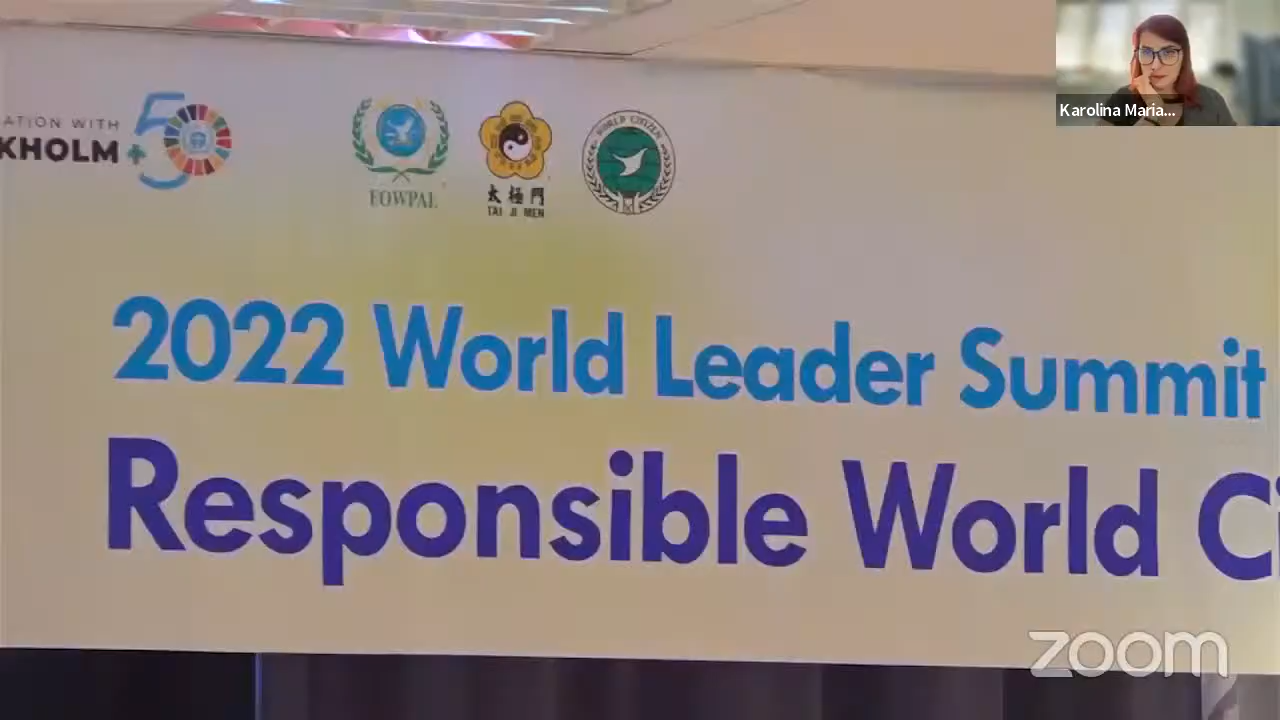 Karolina Maria...
ATION WITH
KHOLM +5
FOWPAL
太極門
TAI JI MEN
WORLD CITIZEN
2022 World Leader Summit
Responsible World Ci
zoom